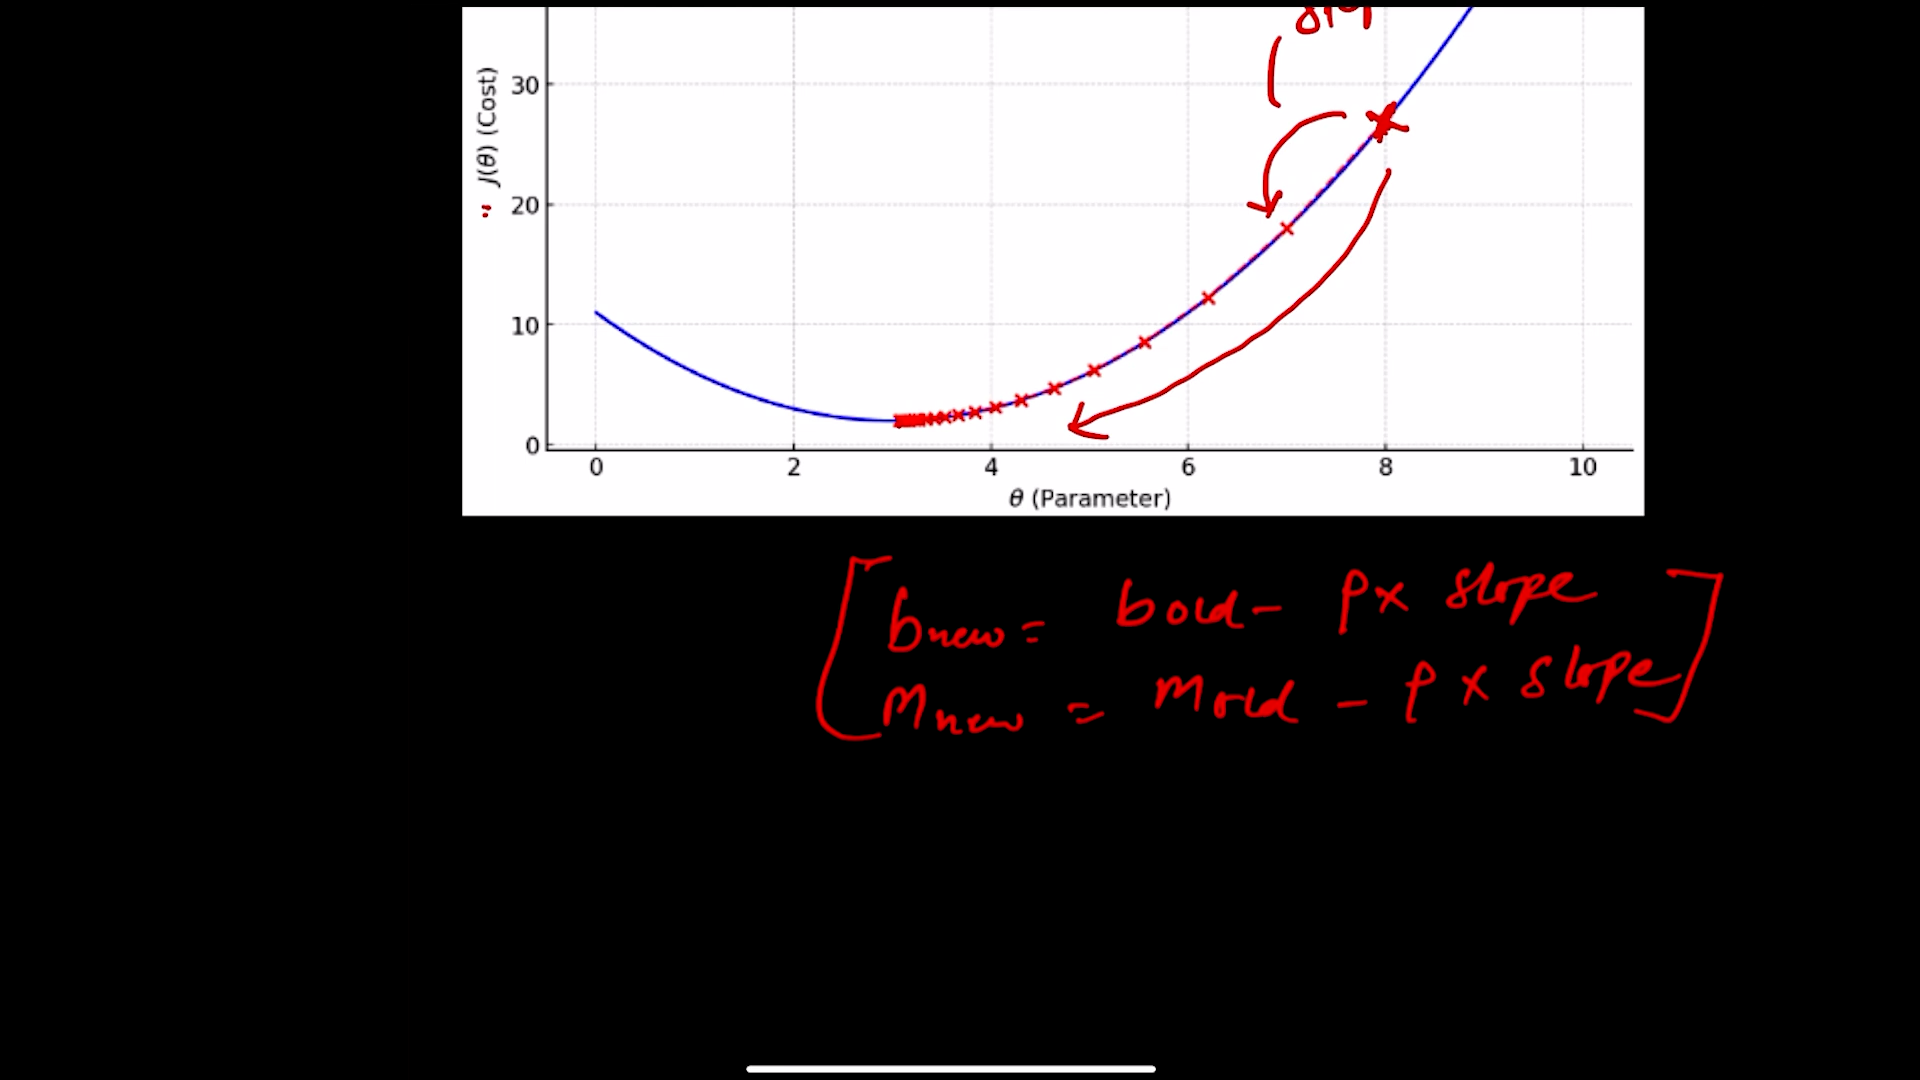 30
J(θ) (Cost)
20
10
0
0 2 4 6 8 10
θ (Parameter)
bnew = bold - ρ x slope
mnew = mold - ρ x slope